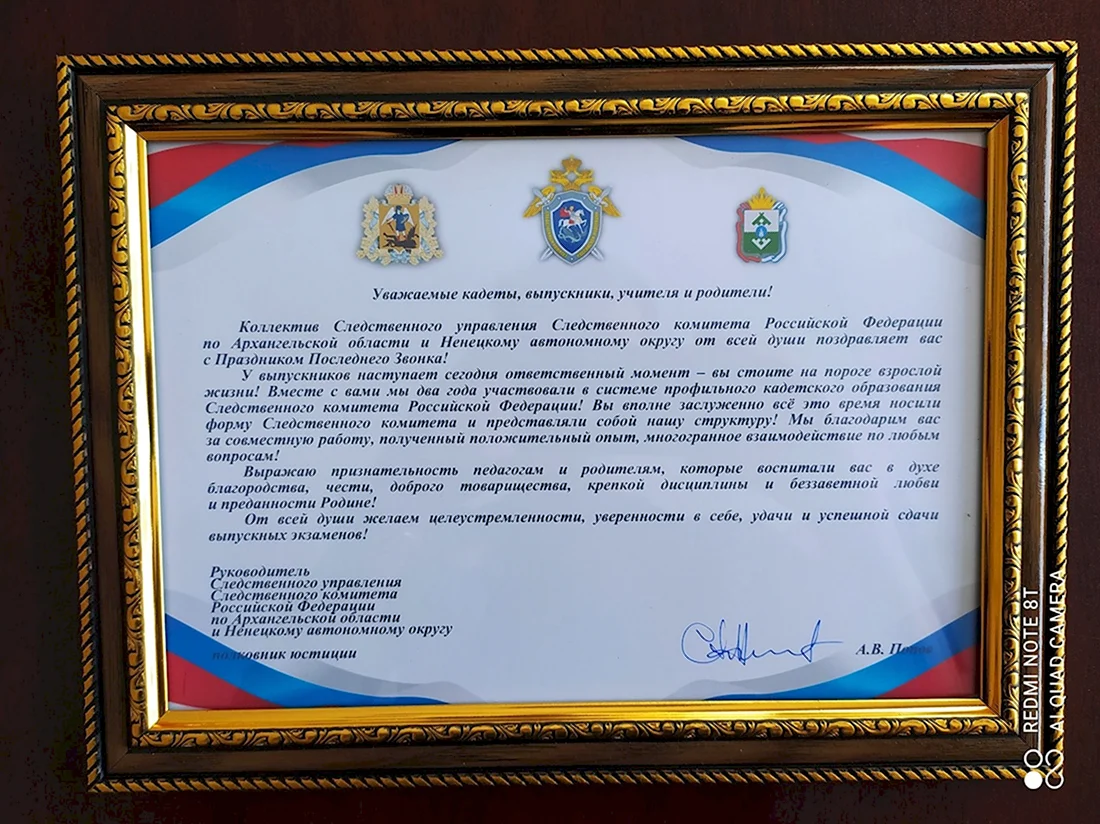 Уважаемые кадеты, выпускники, учителя и родители!
Коллектив Следственного управления Следственного комитета Российской Федерации
по Архангельской области и Ненецкому автономному округу от всей души поздравляет вас
с Праздником Последнего Звонка!
У выпускников наступает сегодня ответственный момент – вы стоите на пороге взрослой
жизни! Вместе с вами мы два года участвовали в системе профильного кадетского образования
Следственного комитета Российской Федерации! Вы вполне заслуженно всё это время носили
форму Следственного комитета и представляли собой нашу структуру! Мы благодарим вас
за совместную работу, полученный положительный опыт, многогранное взаимодействие по любым
вопросам!
Выражаю признательность педагогам и родителям, которые воспитали вас в духе
благородства, чести, доброго товарищества, крепкой дисциплины и беззаветной любви
и преданности Родине!
От всей души желаем целеустремленности, уверенности в себе, удачи и успешной сдачи
выпускных экзаменов!
Руководитель
Следственного управления
Следственного комитета
Российской Федерации
по Архангельской области
и Ненецкому автономному округу
полковник юстиции
А.В.
REDMI NOTE 8T
AI QUAD CAMERA